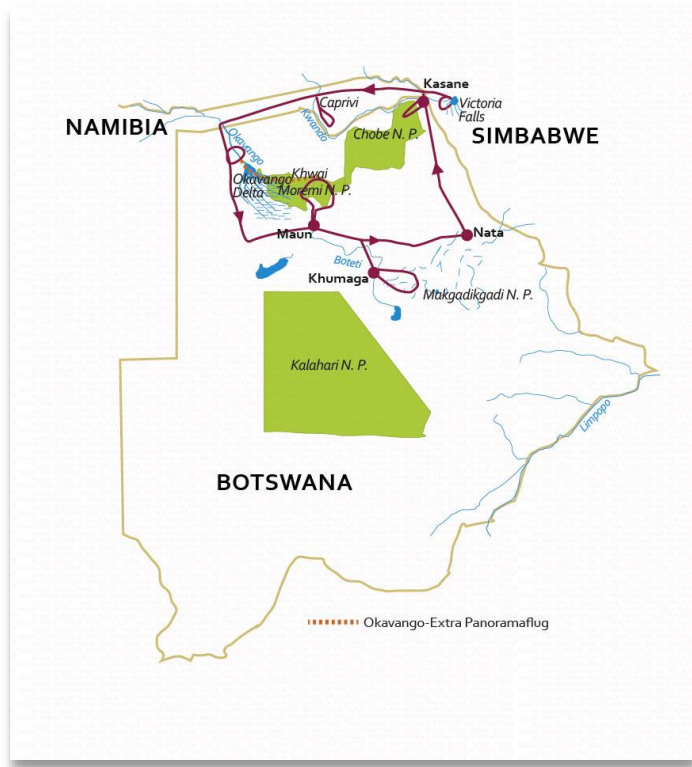 Kasane
Caprivi
Victoria
Falls
NAMIBIA
Kwando
Chobe N. P.
SIMBABWE
Okavango
Khwai
Okavango
Delta
Moremi N. P.
Maun
Nata
Boteti
Khumaga
Makgadikgadi N. P.
Kalahari N. P.
Limpopo
BOTSWANA
Okavango-Extra Panoramaflug